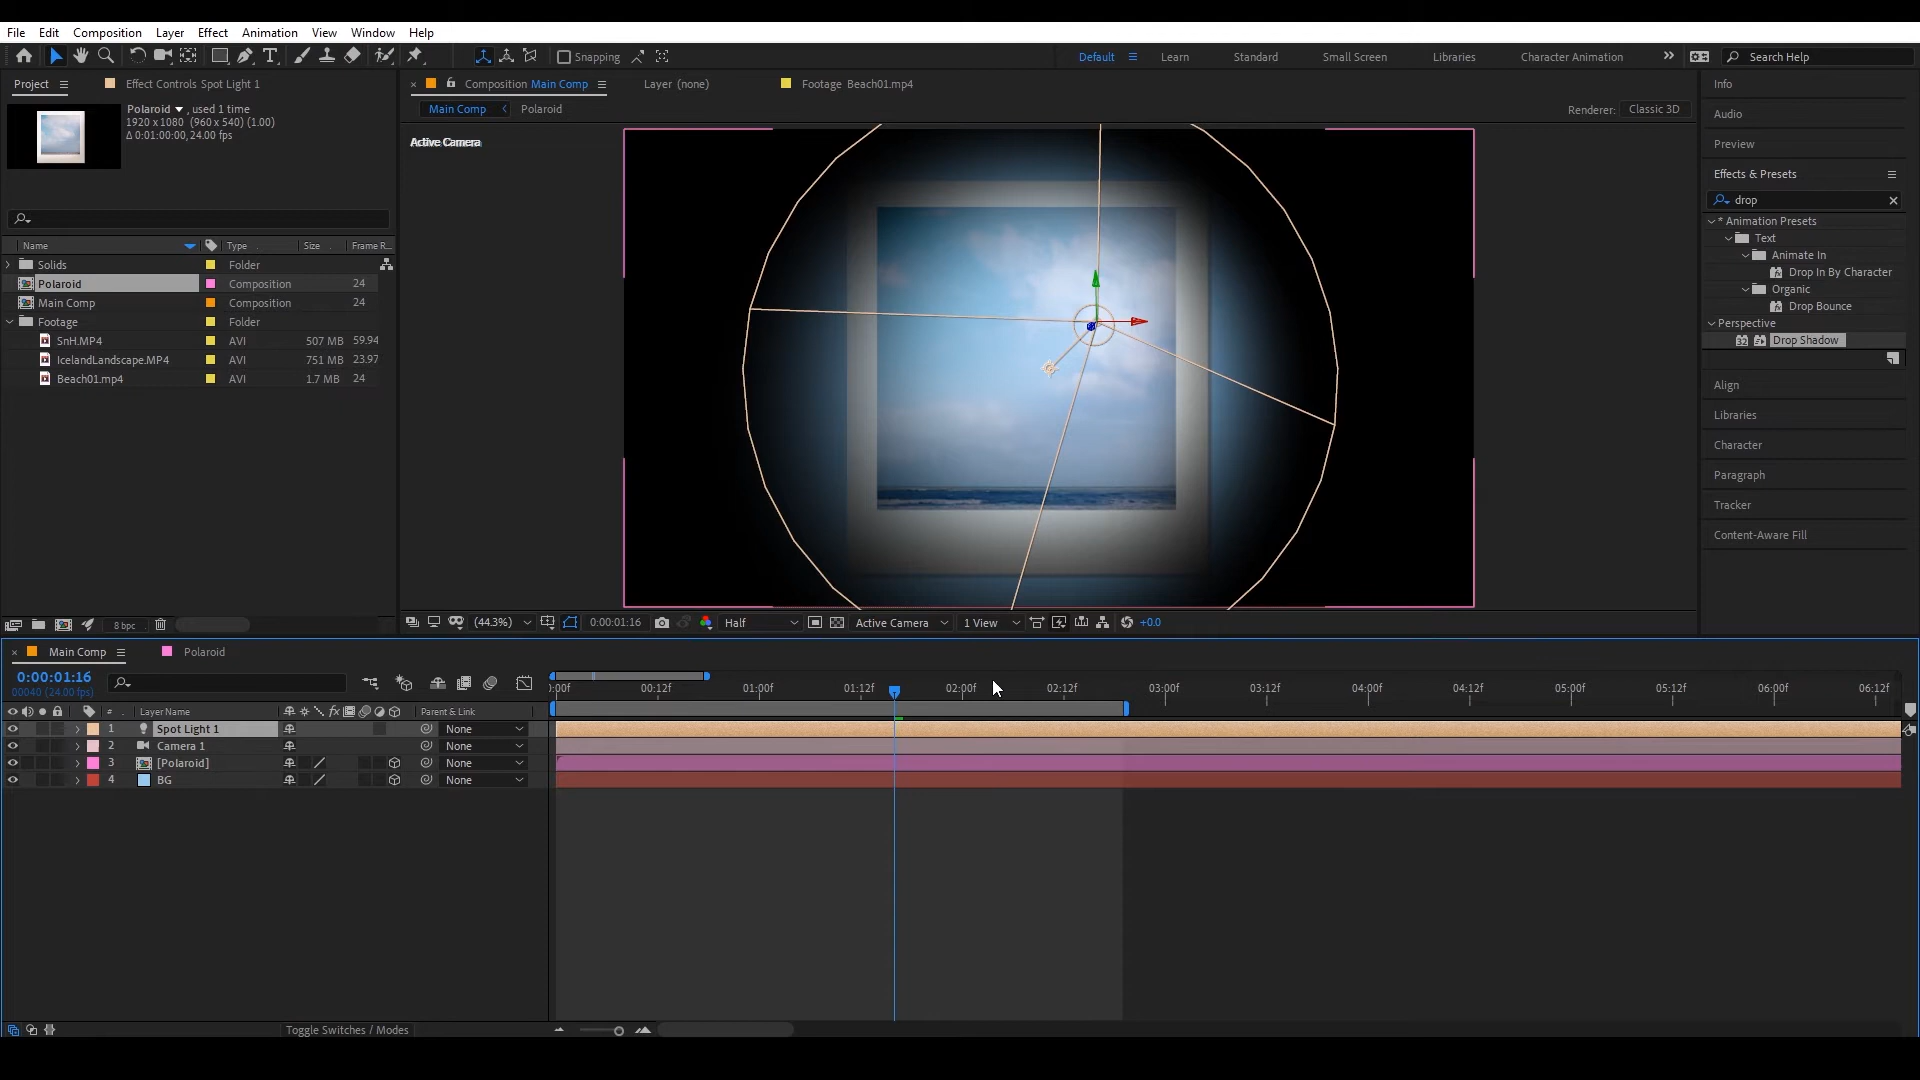 File Edit Composition Layer Effect Animation View Window Help
Snapping
Default Learn Standard Small Screen Libraries Character Animation Search Help
Project
Effect Controls Spot Light 1
Polaroid , used 1 time
1920 x 1080 (960 x 540) (1.00)
Δ 0:01:00:00, 24.00 fps
Name Type Size Frame R...
Solids Folder
Polaroid Composition 24
Main Comp Composition 24
Footage Folder
SnH.MP4 AVI 507 MB 59.94
IcelandLandscape.MP4 AVI 751 MB 23.97
Beach01.mp4 AVI 1.7 MB 24
8 bpc
× Composition Main Comp Layer (none) Footage Beach01.mp4
Main Comp Polaroid
Renderer: Classic 3D
Active Camera
(44.3%) 0:00:01:16 Half Active Camera 1 View +0.0
Info
Audio
Preview
Effects & Presets
drop
* Animation Presets
Text
Animate In
Drop In By Character
Organic
Drop Bounce
Perspective
32 Drop Shadow
Align
Libraries
Character
Paragraph
Tracker
Content-Aware Fill
× Main Comp Polaroid
0:00:01:16
00040 (24.00 fps)
:00f 00:12f 01:00f 01:12f 02:00f 02:12f 03:00f 03:12f 04:00f 04:12f 05:00f 05:12f 06:00f 06:12f
# Layer Name fx Parent & Link
1 Spot Light 1 None
2 Camera 1 None
3 [Polaroid] None
4 BG None
Toggle Switches / Modes